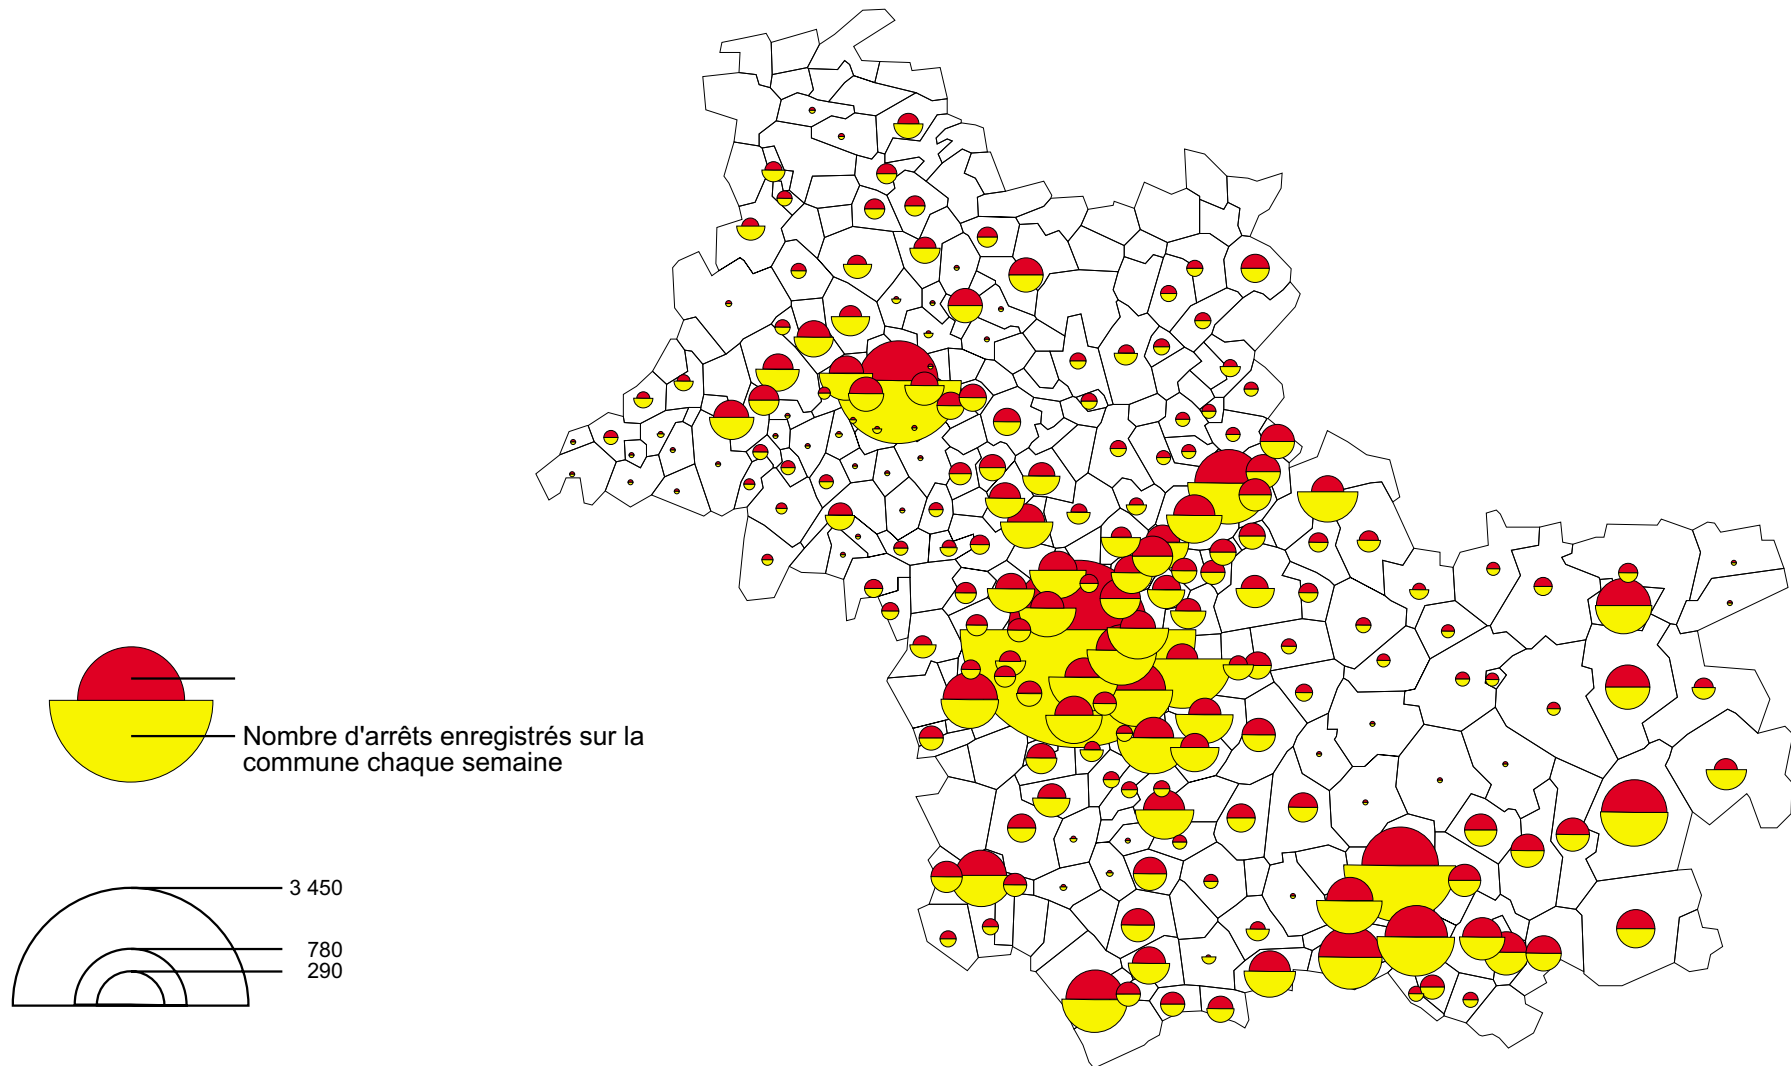 Nombre d'arrêts enregistrés sur la
commune chaque semaine
3 450
780
290